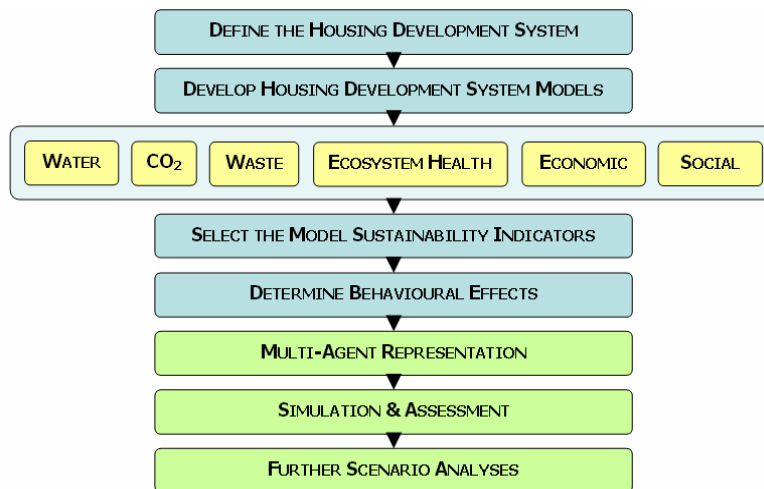 DEFINE THE HOUSING DEVELOPMENT SYSTEM
DEVELOP HOUSING DEVELOPMENT SYSTEM MODELS
WATER CO₂ WASTE ECOSYSTEM HEALTH ECONOMIC SOCIAL
SELECT THE MODEL SUSTAINABILITY INDICATORS
DETERMINE BEHAVIOURAL EFFECTS
MULTI-AGENT REPRESENTATION
SIMULATION & ASSESSMENT
FURTHER SCENARIO ANALYSES